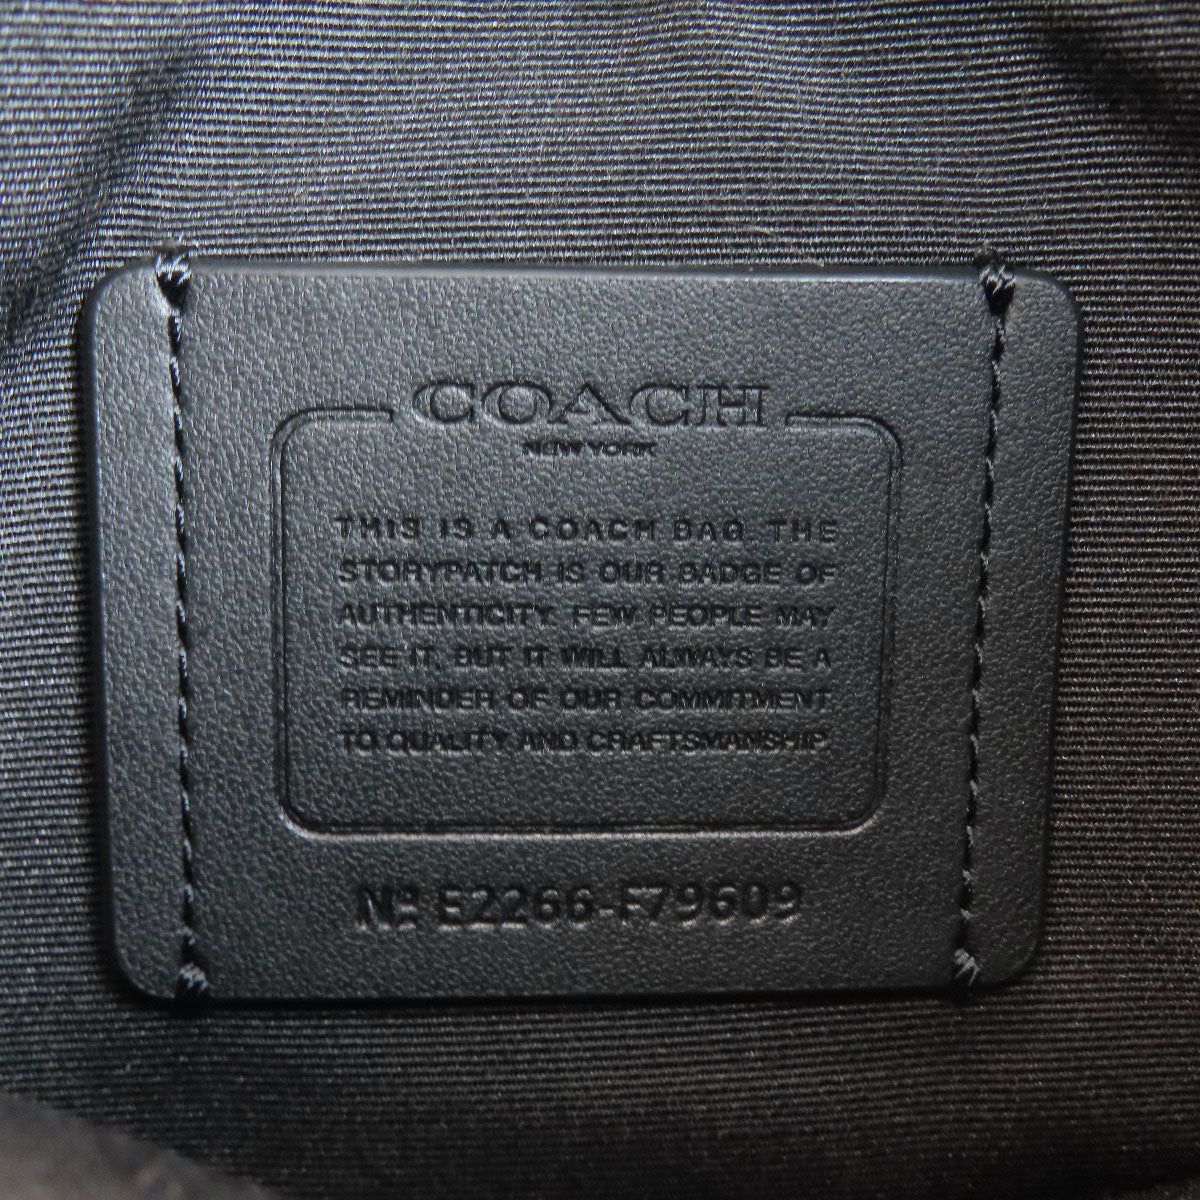 COACH
NEW YORK
THIS IS A COACH BAG. THE
STORYPATCH IS OUR BADGE OF
AUTHENTICITY. FEW PEOPLE MAY
SEE IT, BUT IT WILL ALWAYS BE A
REMINDER OF OUR COMMITMENT
TO QUALITY AND CRAFTSMANSHIP.
No. E2266-F79609